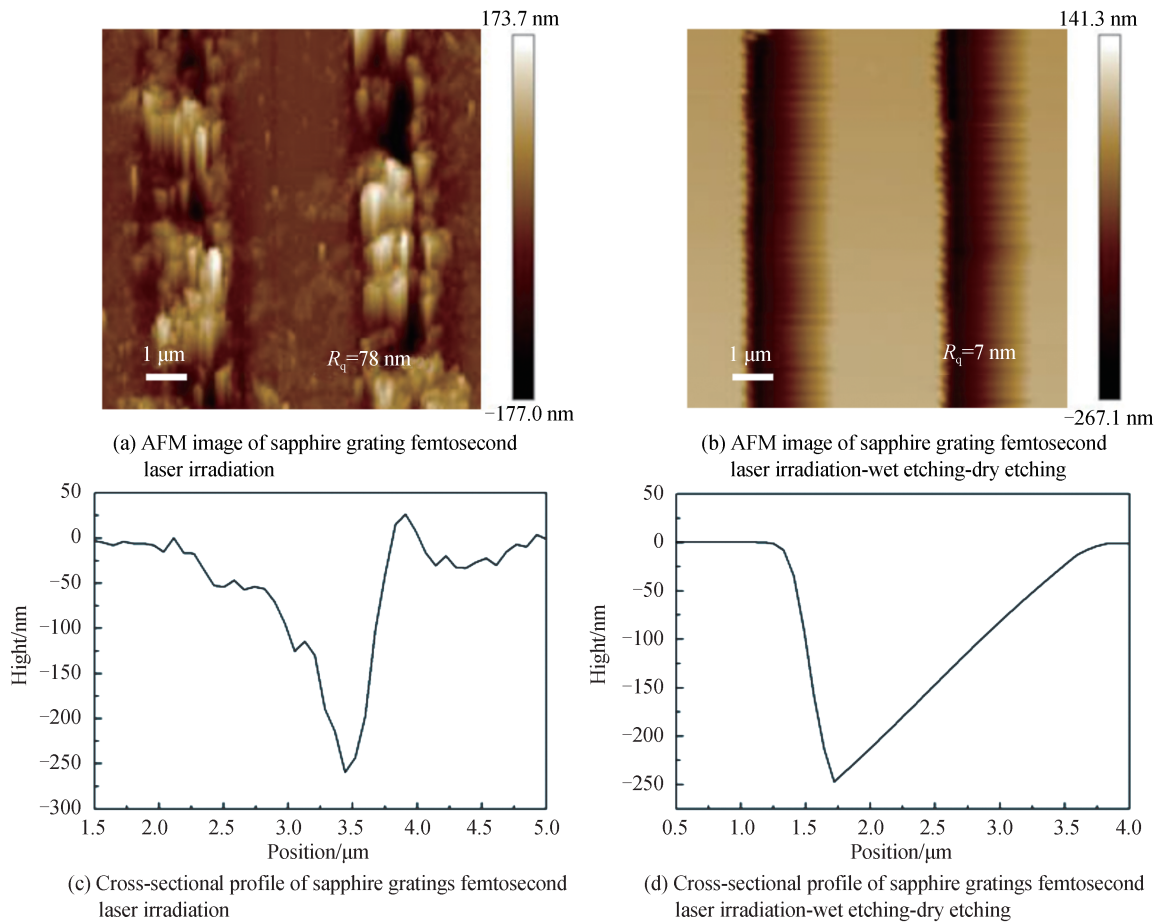 173.7 nm
1 μm
Rq=78 nm
−177.0 nm
(a) AFM image of sapphire grating femtosecond
laser irradiation
141.3 nm
1 μm
Rq=7 nm
−267.1 nm
(b) AFM image of sapphire grating femtosecond
laser irradiation-wet etching-dry etching
50
0
−50
−100
−150
−200
−250
−300
Hight/nm
1.5 2.0 2.5 3.0 3.5 4.0 4.5 5.0
Position/μm
(c) Cross-sectional profile of sapphire gratings femtosecond
laser irradiation
50
0
−50
−100
−150
−200
−250
Hight/nm
0.5 1.0 1.5 2.0 2.5 3.0 3.5 4.0
Position/μm
(d) Cross-sectional profile of sapphire gratings femtosecond
laser irradiation-wet etching-dry etching